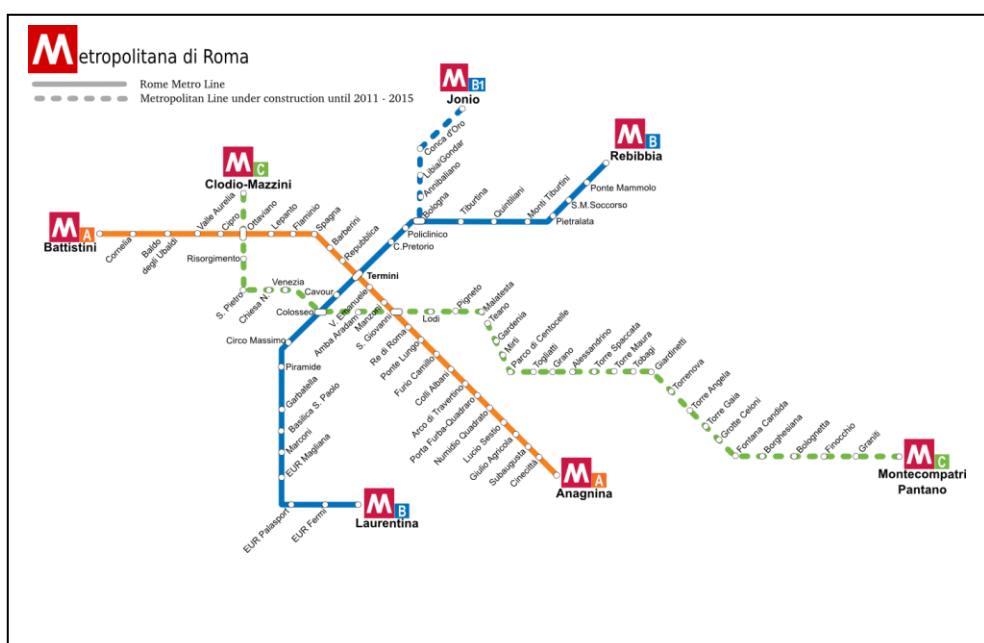 Metropolitana di Roma
Rome Metro Line
Metropolitan Line under construction until 2011 - 2015
M B1
Jonio
M B
Rebibbia
M C
Clodio-Mazzini
M A
Battistini
Conca d'Oro
Libia/Gondar
Annibaliano
Bologna
Tiburtina
Quintiliani
Monti Tiburtini
Pietralata
S.M.Soccorso
Ponte Mammolo
Policlinico
C.Pretorio
Cornelia
Baldo
degli Ubaldi
Valle Aurelia
Cipro
Ottaviano
Lepanto
Flaminio
Spagna
Barberini
Repubblica
Termini
Risorgimento
S. Pietro
Chiesa N.
Venezia
Cavour
Colosseo
V. Emanuele
Amba Aradam
Manzoni
S. Giovanni
Lodi
Pigneto
Malatesta
Teano
Gardenia
Mirti
Parco di Centocelle
Togliatti
Grano
Alessandrino
Torre Spaccata
Torre Maura
Tobagi
Giardinetti
Torrenova
Torre Angela
Torre Gaia
Grotte Celoni
Fontana Candida
Borghesiana
Bolognetta
Finocchio
Graniti
M C
Montecompatri
Pantano
Circo Massimo
Piramide
Garbatella
Basilica S. Paolo
Marconi
EUR Magliana
EUR Palasport
EUR Fermi
M B
Laurentina
Re di Roma
Ponte Lungo
Furio Camillo
Colli Albani
Arco di Travertino
Porta Furba-Quadraro
Numidio Quadrato
Lucio Sestio
Giulio Agricola
Subaugusta
Cinecittà
M A
Anagnina